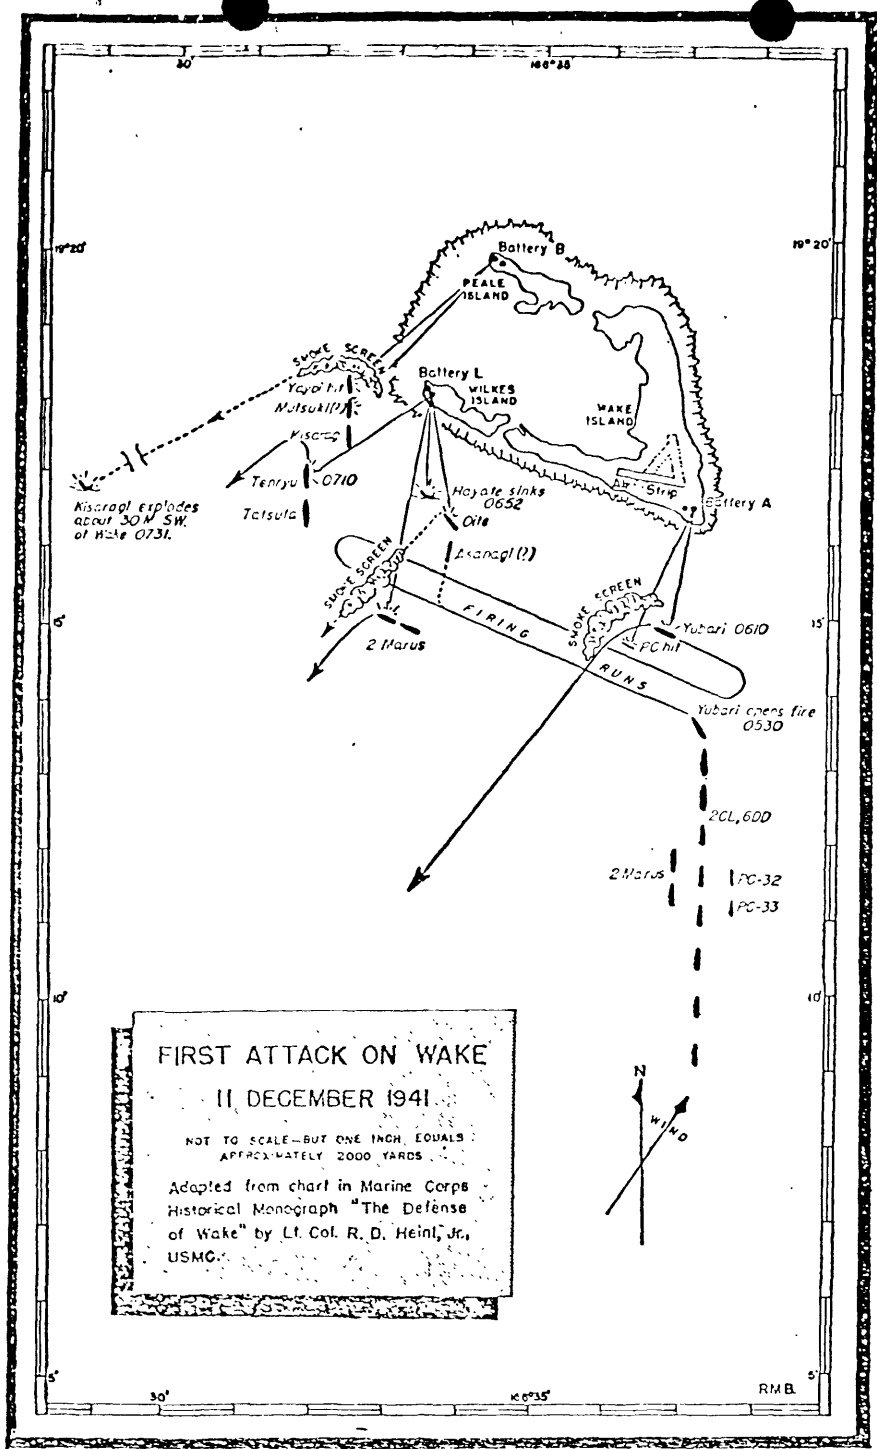 30'
166°35'
19°20'
19°20'
Battery B
PEALE
ISLAND
SMOKE SCREEN
Battery L
WILKES
ISLAND
Yayoi hit
Mutsuki(?)
WAKE
ISLAND
Kisaragi
Tenryu
0710
Air Strip
Battery A
Hayate sinks
0652
Tatsuta
Oite
Kisaragi explodes
about 30 M SW.
of Wake 0731.
Asanagi(?)
SMOKE SCREEN
SMOKE SCREEN
FIRING
RUNS
5'
15'
Yubari 0610
PC hit
2 Marus
Yubari opens fire
0530
2CL, 6DD
2 Marus
PC-32
PC-33
10'
10'
FIRST ATTACK ON WAKE
11 DECEMBER 1941
NOT TO SCALE—BUT ONE INCH EQUALS
APPROXIMATELY 2000 YARDS
Adapted from chart in Marine Corps
Historical Monograph "The Defense
of Wake" by Lt. Col. R. D. Heinl, Jr.,
USMC.
N
WIND
5'
5'
30'
166°35'
RMB.